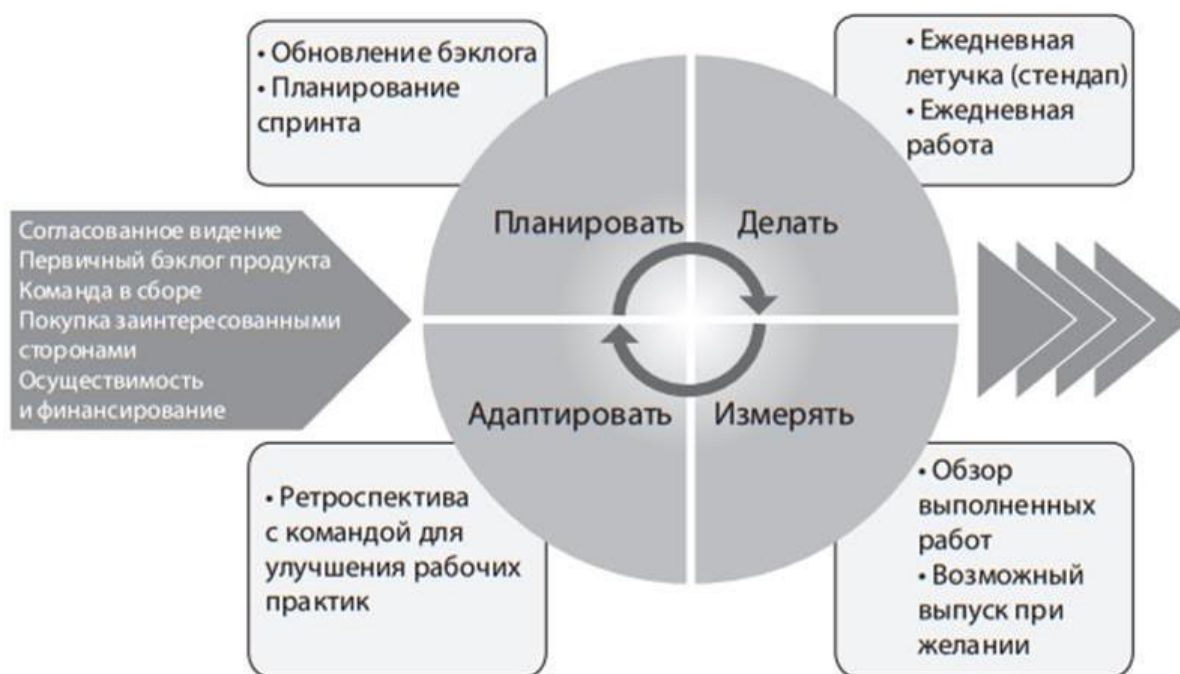 • Обновление бэклога
• Планирование
спринта
• Ежедневная
летучка (стендап)
• Ежедневная
работа
Согласованное видение
Первичный бэклог продукта
Команда в сборе
Покупка заинтересованными
сторонами
Осуществимость
и финансирование
Планировать
Делать
Адаптировать
Измерять
• Ретроспектива
с командой для
улучшения рабочих
практик
• Обзор
выполненных
работ
• Возможный
выпуск при
желании